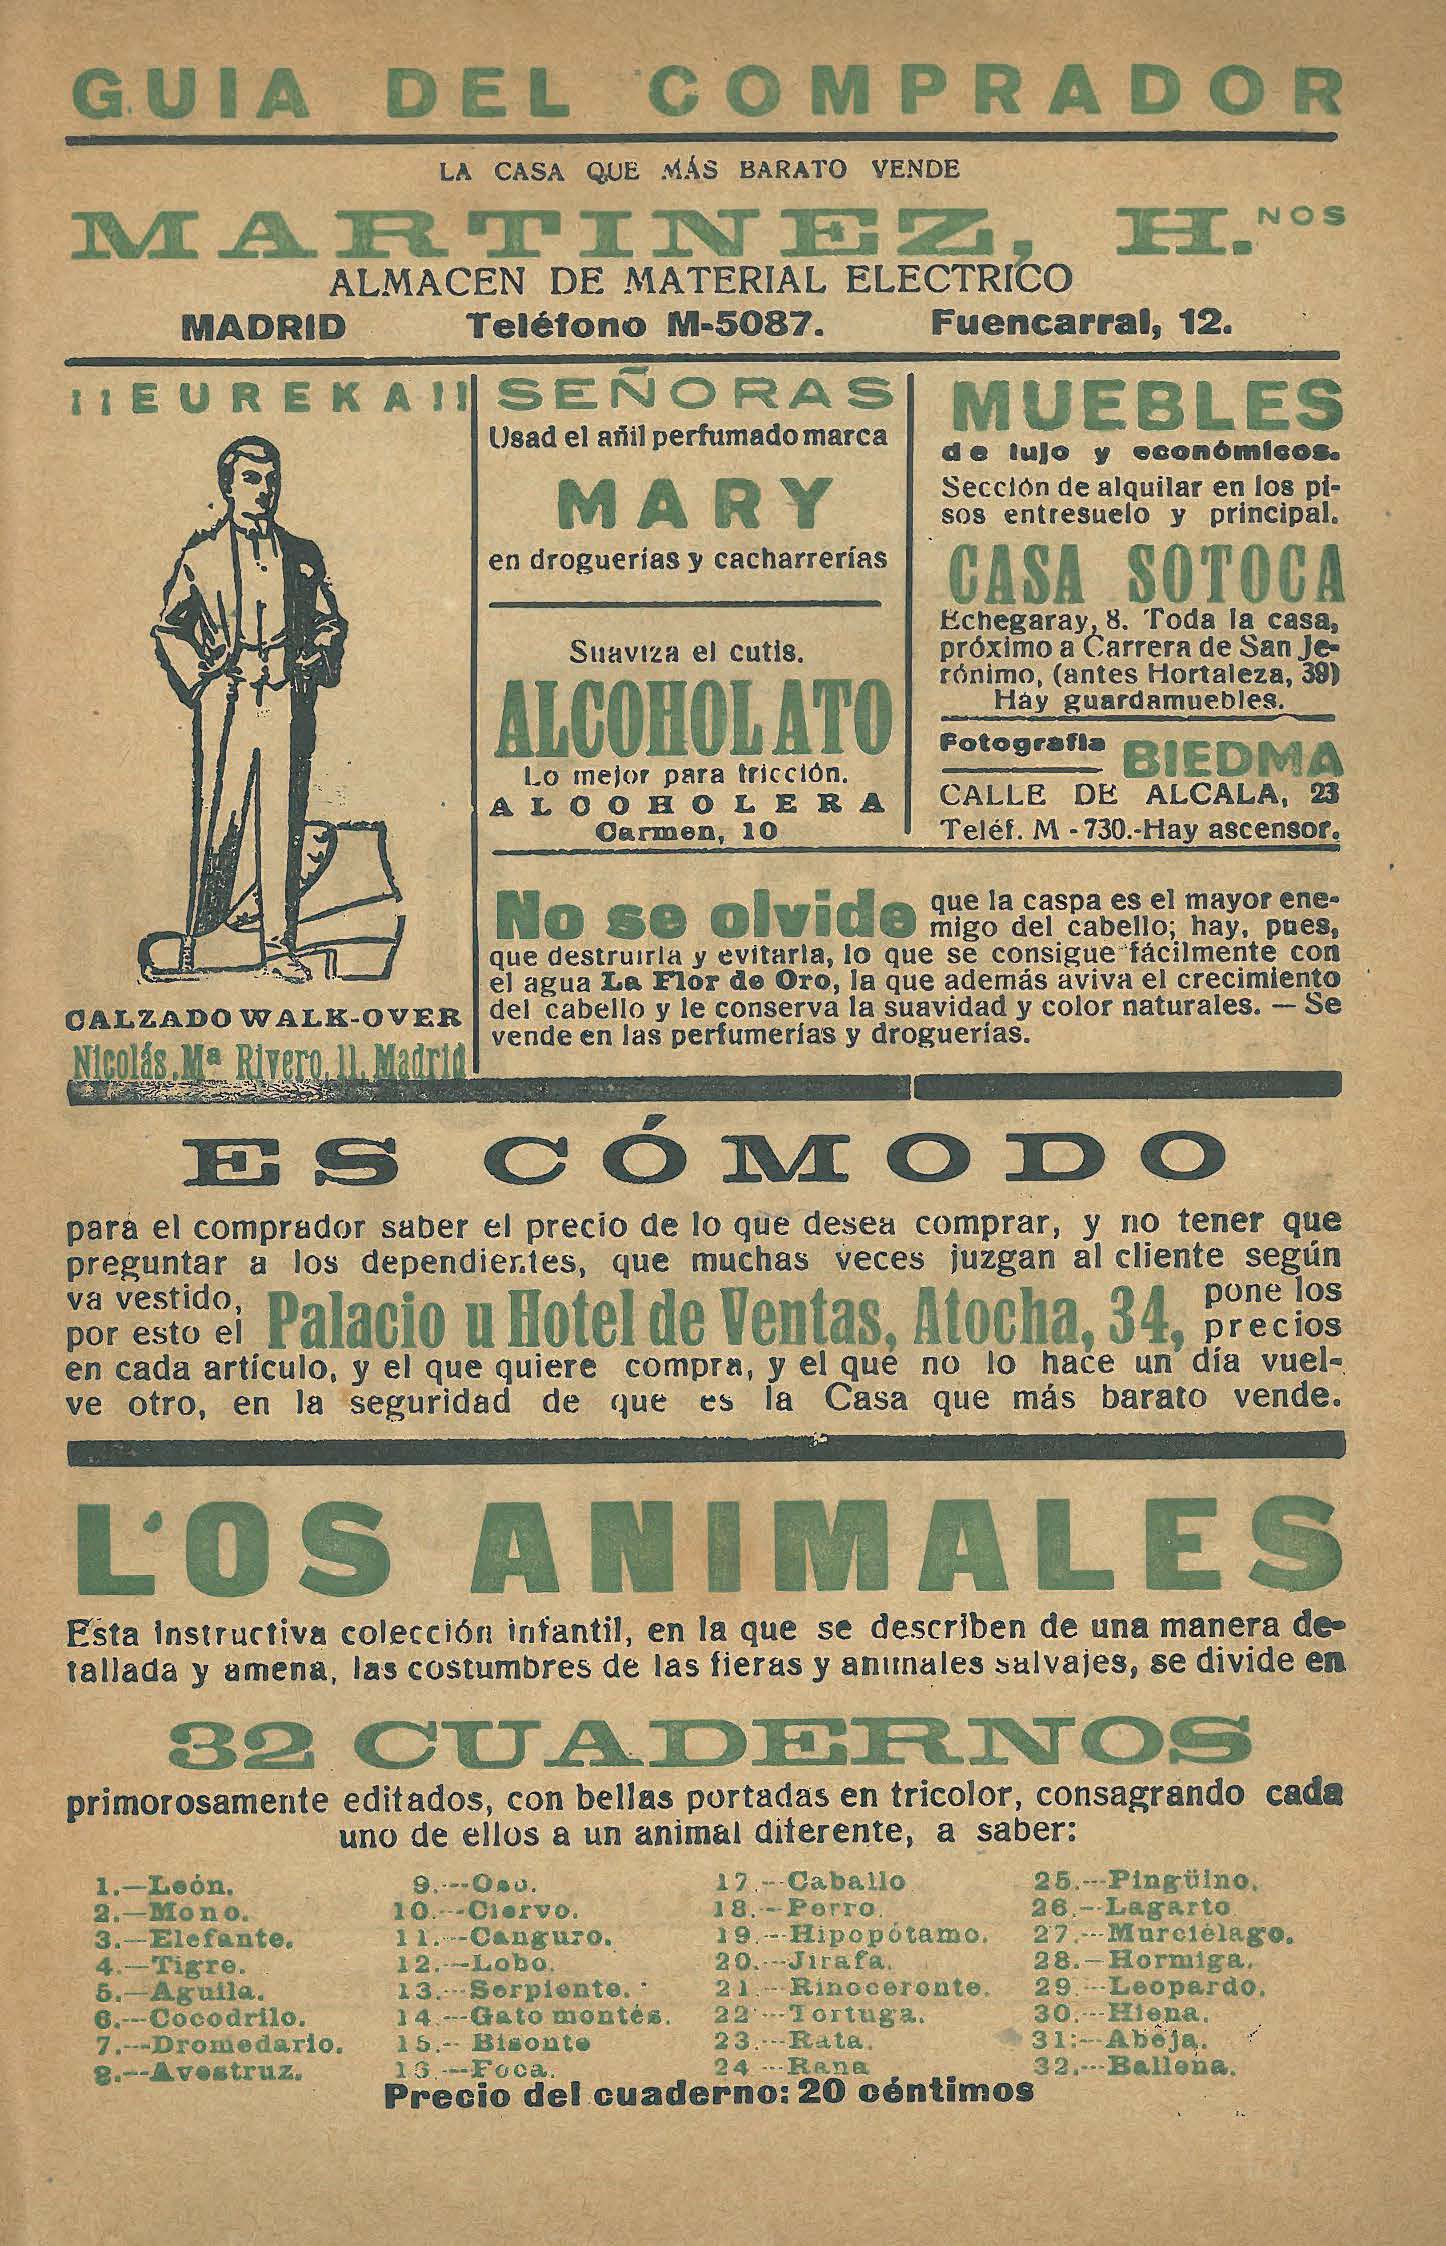 GUIA DEL COMPRADOR
LA CASA QUE MÁS BARATO VENDE
MARTINEZ, H.NOS
ALMACEN DE MATERIAL ELECTRICO
MADRID Teléfono M-5087. Fuencarral, 12.
¡¡EUREKA!!
CALZADO WALK-OVER
Nicolás, Mª Rivero, 11, Madrid
SEÑORAS
Usad el añil perfumado marca
MARY
en droguerías y cacharrerías
Suaviza el cutis.
ALCOHOLATO
Lo mejor para fricción.
ALCOHOLERA
Carmen, 10
MUEBLES
de lujo y económicos.
Sección de alquilar en los pi-
sos entresuelo y principal.
CASA SOTOCA
Echegaray, 8. Toda la casa,
próximo a Carrera de San Je-
rónimo, (antes Hortaleza, 39)
Hay guardamuebles.
Fotografía BIEDMA
CALLE DE ALCALA, 23
Teléf. M-730.-Hay ascensor.
No se olvide que la caspa es el mayor ene-
migo del cabello; hay, pues,
que destruirla y evitarla, lo que se consigue fácilmente con
el agua La Flor de Oro, la que además aviva el crecimiento
del cabello y le conserva la suavidad y color naturales. — Se
vende en las perfumerías y droguerías.
ES CÓMODO
para el comprador saber el precio de lo que desea comprar, y no tener que
preguntar a los dependientes, que muchas veces juzgan al cliente según
va vestido,
por esto el Palacio u Hotel de Ventas, Atocha, 34, pone los
precios
en cada artículo, y el que quiere compra, y el que no lo hace un día vuel-
ve otro, en la seguridad de que es la Casa que más barato vende.
LOS ANIMALES
Esta instructiva colección infantil, en la que se describen de una manera de-
tallada y amena, las costumbres de las fieras y animales salvajes, se divide en
32 CUADERNOS
primorosamente editados, con bellas portadas en tricolor, consagrando cada
uno de ellos a un animal diferente, a saber:
1.—León.
2.—Mono.
3.—Elefante.
4.—Tigre.
5.—Aguila.
6.—Cocodrilo.
7.—Dromedario.
8.—Avestruz.
9.—Oso.
10.—Ciervo.
11.—Canguro.
12.—Lobo.
13.—Serpiente.
14.—Gato montés.
15.—Bisonte
16.—Foca.
17.—Caballo
18.—Perro.
19.—Hipopótamo.
20.—Jirafa.
21.—Rinoceronte.
22.—Tortuga.
23.—Rata.
24.—Rana
25.—Pingüino.
26.—Lagarto
27.—Murciélago.
28.—Hormiga.
29.—Leopardo.
30.—Hiena.
31.—Abeja.
32.—Ballena.
Precio del cuaderno: 20 céntimos